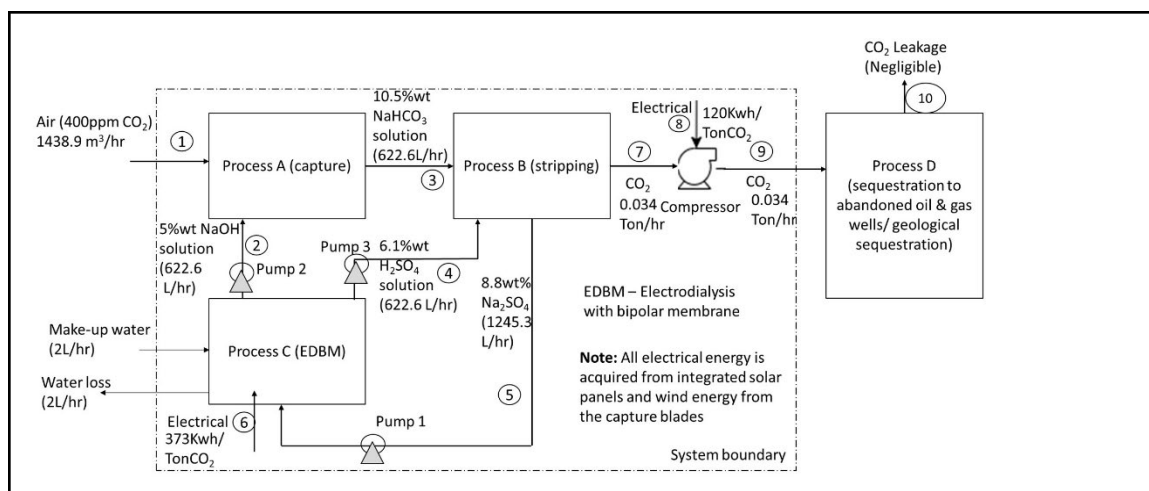 CO₂ Leakage
(Negligible)
10
Air (400ppm CO₂)
1438.9 m³/hr
1
Process A (capture)
10.5%wt
NaHCO₃
solution
(622.6L/hr)
3
Process B (stripping)
Electrical
8
120Kwh/
TonCO₂
7
CO₂
0.034
Ton/hr
Compressor
9
CO₂
0.034
Ton/hr
Process D
(sequestration to
abandoned oil & gas
wells/ geological
sequestration)
5%wt NaOH
solution
(622.6
L/hr)
2
Pump 2
Pump 3
6.1%wt
H₂SO₄
solution
(622.6 L/hr)
4
8.8wt%
Na₂SO₄
(1245.3
L/hr)
5
EDBM – Electrodialysis
with bipolar membrane
Make-up water
(2L/hr)
Process C (EDBM)
Water loss
(2L/hr)
Electrical
6
373Kwh/
TonCO₂
Pump 1
Note: All electrical energy is
acquired from integrated solar
panels and wind energy from
the capture blades
System boundary